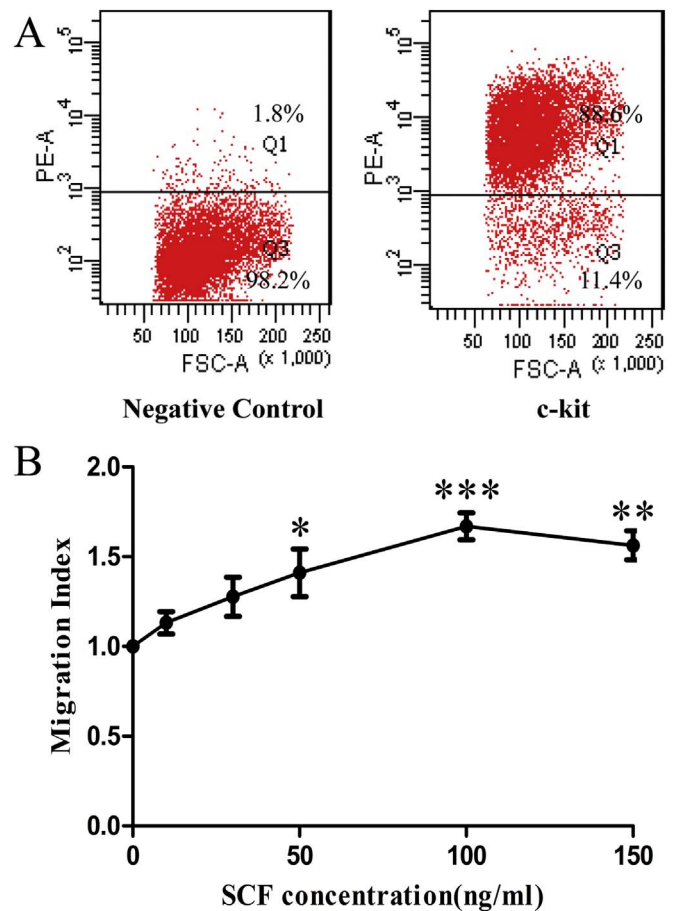 A
PE-A
10^5
10^4
10^3
10^2
1.8%
Q1
Q3
98.2%
50 100 150 200 250
FSC-A (x 1,000)
Negative Control
PE-A
10^5
10^4
10^3
10^2
88.6%
Q1
Q3
11.4%
50 100 150 200 250
FSC-A (x 1,000)
c-kit
B
Migration Index
2.0
1.5
1.0
0.5
0.0
*
***
**
0 50 100 150
SCF concentration(ng/ml)